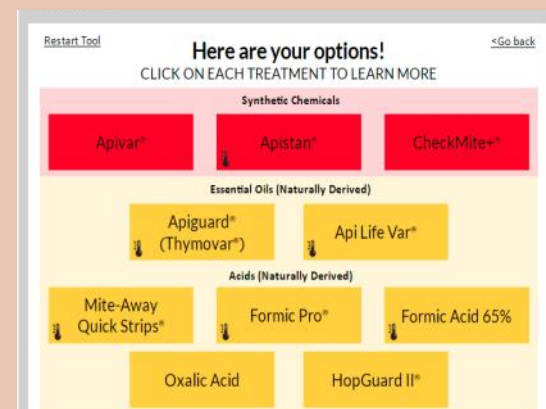 Restart Tool
<Go back
Here are your options!
CLICK ON EACH TREATMENT TO LEARN MORE
Synthetic Chemicals
Apivar®
Apistan®
CheckMite+®
Essential Oils (Naturally Derived)
Apiguard®
(Thymovar®)
Api Life Var®
Acids (Naturally Derived)
Mite-Away
Quick Strips®
Formic Pro®
Formic Acid 65%
Oxalic Acid
HopGuard II®